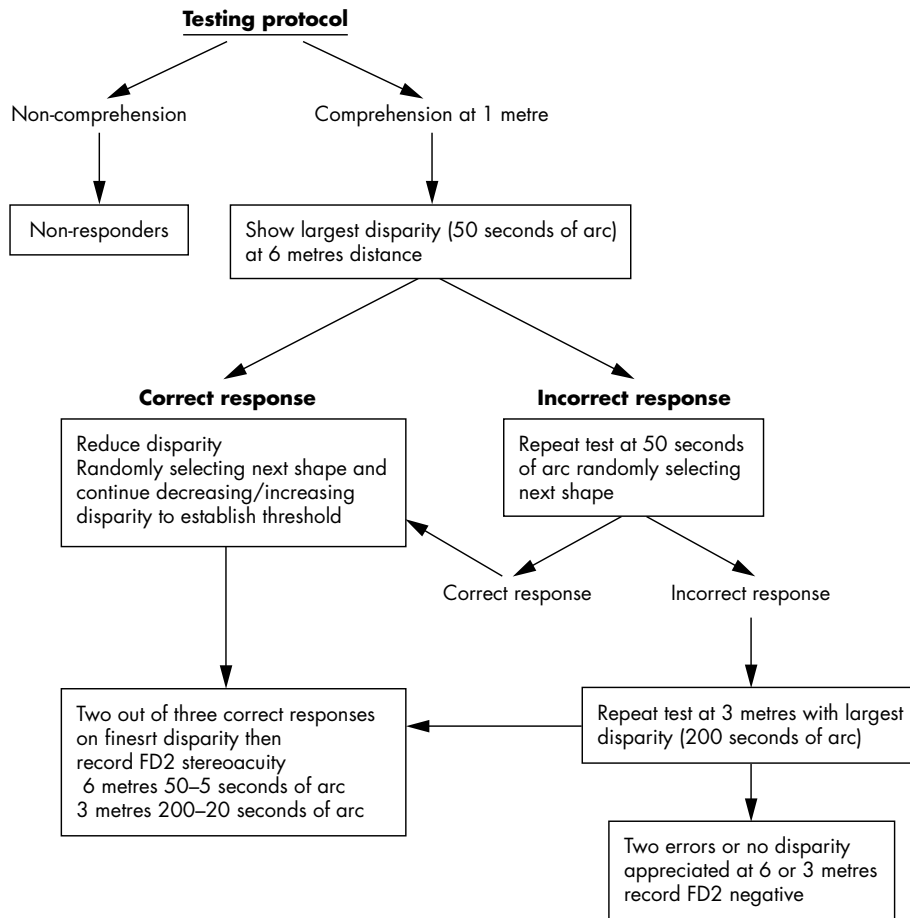 Testing protocol
Non-comprehension
Comprehension at 1 metre
Non-responders
Show largest disparity (50 seconds of arc)
at 6 metres distance
Correct response
Incorrect response
Reduce disparity
Randomly selecting next shape and
continue decreasing/increasing
disparity to establish threshold
Repeat test at 50 seconds
of arc randomly selecting
next shape
Correct response
Incorrect response
Two out of three correct responses
on finesrt disparity then
record FD2 stereoacuity
6 metres 50–5 seconds of arc
3 metres 200–20 seconds of arc
Repeat test at 3 metres with largest
disparity (200 seconds of arc)
Two errors or no disparity
appreciated at 6 or 3 metres
record FD2 negative